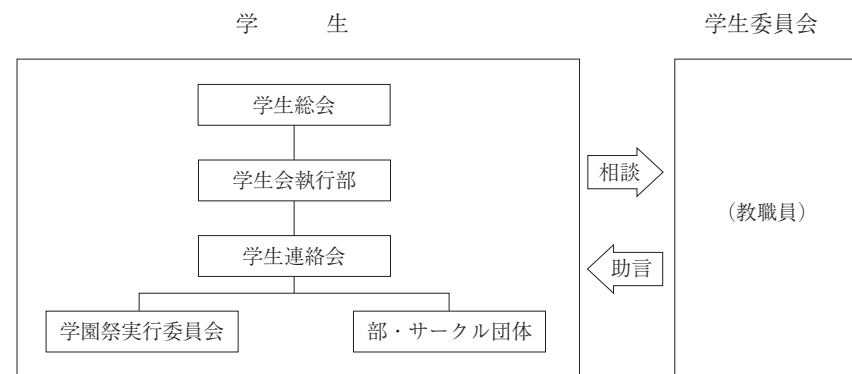 学　生
学生委員会
学生総会
学生会執行部
学生連絡会
学園祭実行委員会
部・サークル団体
相談
助言
（教職員）